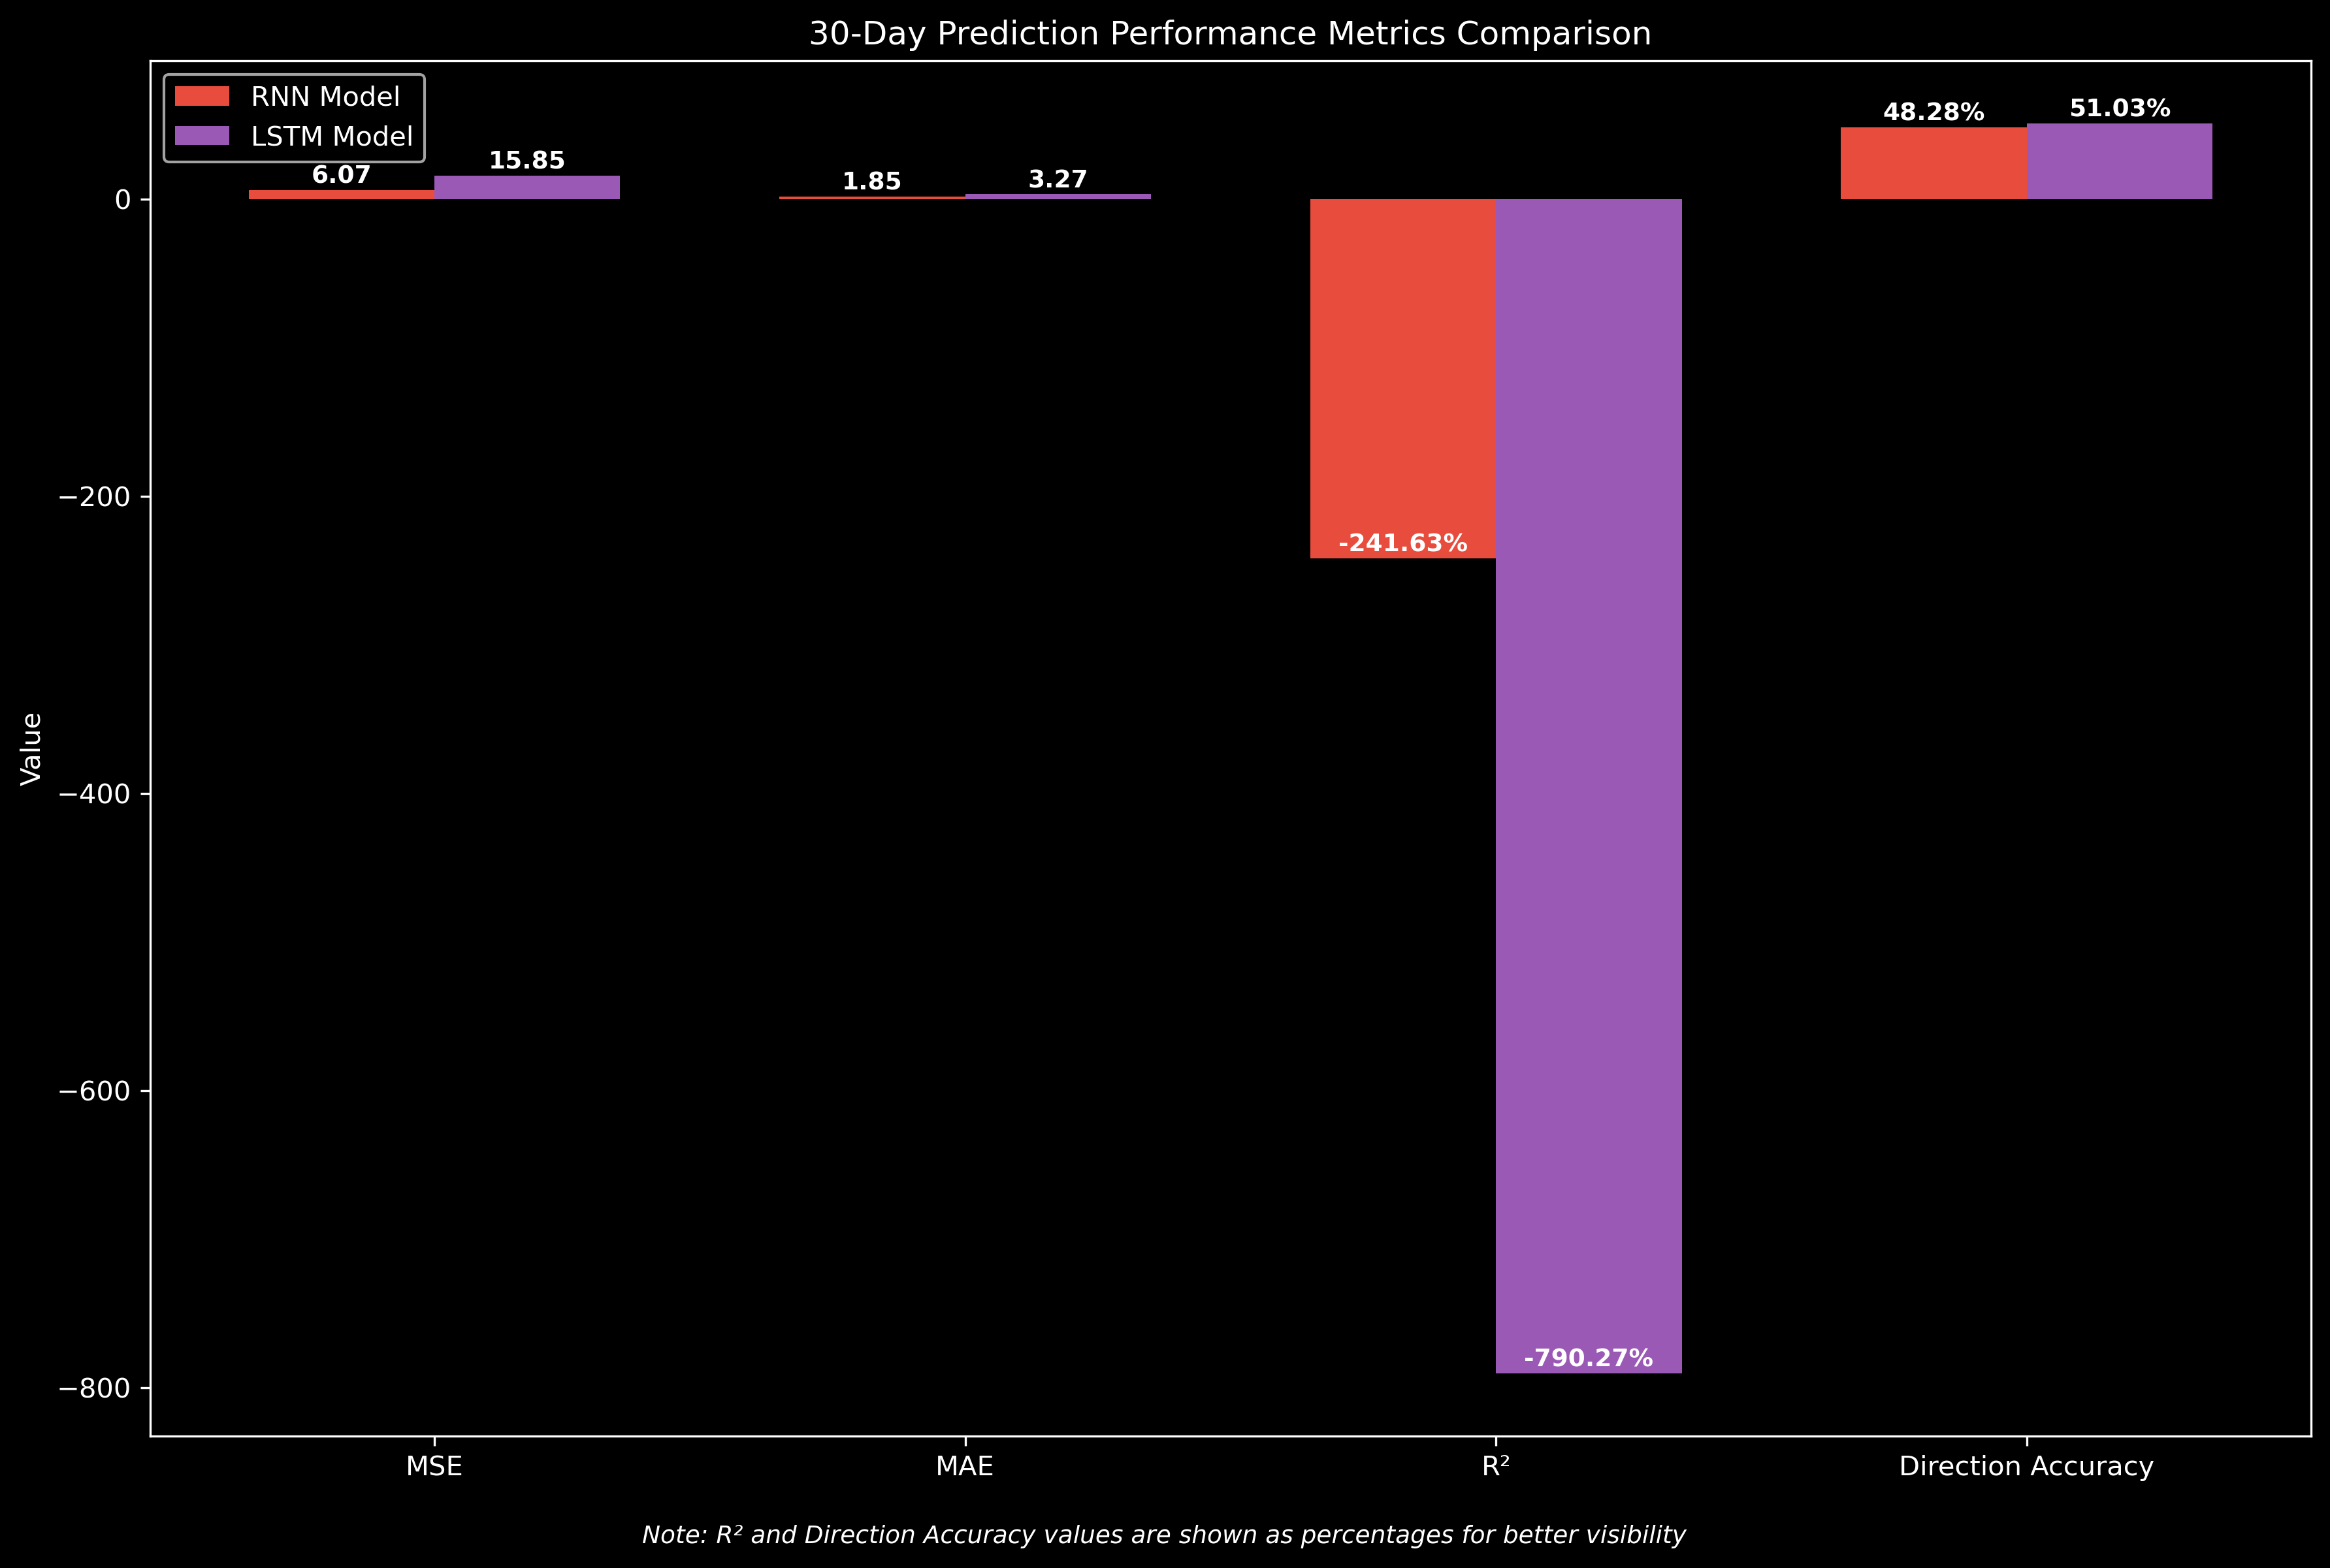 30-Day Prediction Performance Metrics Comparison
RNN Model
LSTM Model
6.07
15.85
1.85
3.27
-241.63%
-790.27%
48.28%
51.03%
0
−200
−400
−600
−800
Value
MSE
MAE
R²
Direction Accuracy
Note: R² and Direction Accuracy values are shown as percentages for better visibility